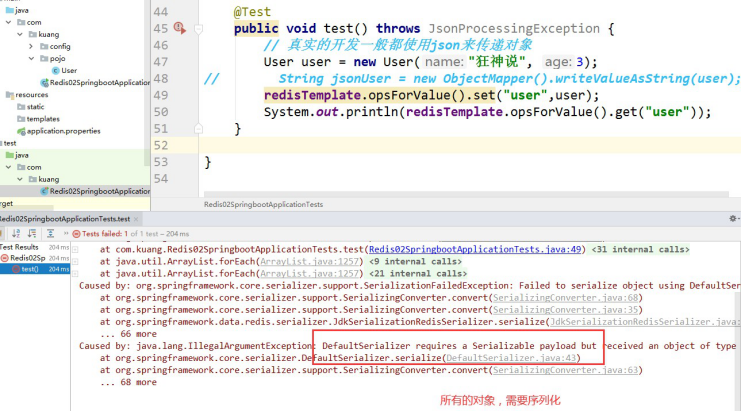 java
com
kuang
config
pojo
User
Redis02SpringbootApplication
resources
static
templates
application.properties
test
java
com
kuang
Redis02SpringbootApplication
rget
44 @Test
45 public void test() throws JsonProcessingException {
46 // 真实的开发一般都使用json来传递对象
47 User user = new User( name: "狂神说", age: 3);
48 // String jsonUser = new ObjectMapper().writeValueAsString(user);
49 redisTemplate.opsForValue().set("user",user);
50 System.out.println(redisTemplate.opsForValue().get("user"));
51 }
52
53 }
54
Redis02SpringbootApplicationTests
Redis02SpringbootApplicationTests.test ×
» Tests failed: 1 of 1 test – 204 ms
Test Results 204 ms
Redis02Sp 204 ms
test() 204 ms
at com.kuang.Redis02SpringbootApplicationTests.test(Redis02SpringbootApplicationTests.java:49) <31 internal calls>
at java.util.ArrayList.forEach(ArrayList.java:1257) <9 internal calls>
at java.util.ArrayList.forEach(ArrayList.java:1257) <21 internal calls>
Caused by: org.springframework.core.serializer.support.SerializationFailedException: Failed to serialize object using DefaultSer
at org.springframework.core.serializer.support.SerializingConverter.convert(SerializingConverter.java:68)
at org.springframework.core.serializer.support.SerializingConverter.convert(SerializingConverter.java:35)
at org.springframework.data.redis.serializer.JdkSerializationRedisSerializer.serialize(JdkSerializationRedisSerializer.java:
... 66 more
Caused by: java.lang.IllegalArgumentException: DefaultSerializer requires a Serializable payload but received an object of type
at org.springframework.core.serializer.DefaultSerializer.serialize(DefaultSerializer.java:43)
at org.springframework.core.serializer.support.SerializingConverter.convert(SerializingConverter.java:63)
... 68 more
所有的对象，需要序列化